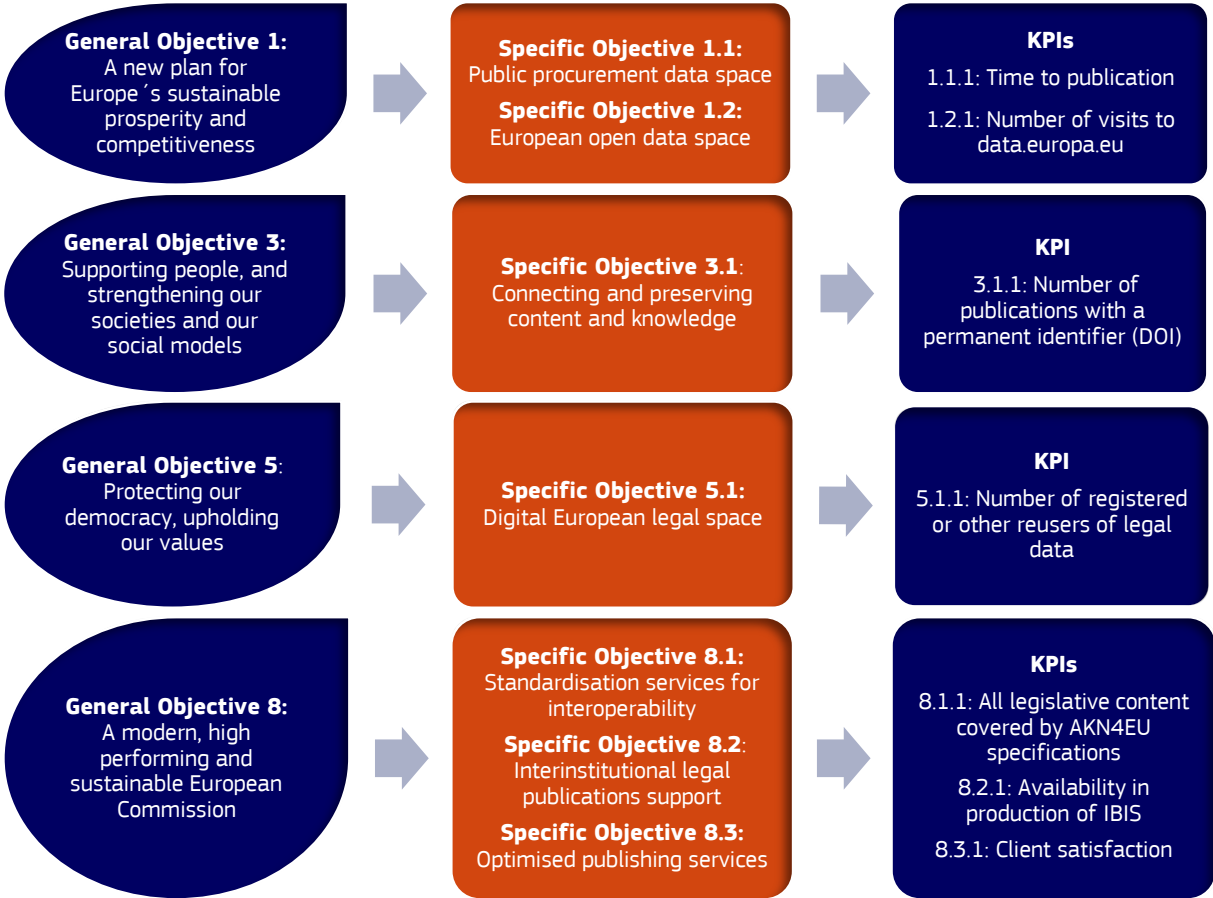 General Objective 1:
A new plan for
Europe´s sustainable
prosperity and
competitiveness
Specific Objective 1.1:
Public procurement data space
Specific Objective 1.2:
European open data space
KPIs
1.1.1: Time to publication
1.2.1: Number of visits to
data.europa.eu
General Objective 3:
Supporting people, and
strengthening our
societies and our
social models
Specific Objective 3.1:
Connecting and preserving
content and knowledge
KPI
3.1.1: Number of
publications with a
permanent identifier (DOI)
General Objective 5:
Protecting our
democracy, upholding
our values
Specific Objective 5.1:
Digital European legal space
KPI
5.1.1: Number of registered
or other reusers of legal
data
General Objective 8:
A modern, high
performing and
sustainable European
Commission
Specific Objective 8.1:
Standardisation services for
interoperability
Specific Objective 8.2:
Interinstitutional legal
publications support
Specific Objective 8.3:
Optimised publishing services
KPIs
8.1.1: All legislative content
covered by AKN4EU
specifications
8.2.1: Availability in
production of IBIS
8.3.1: Client satisfaction